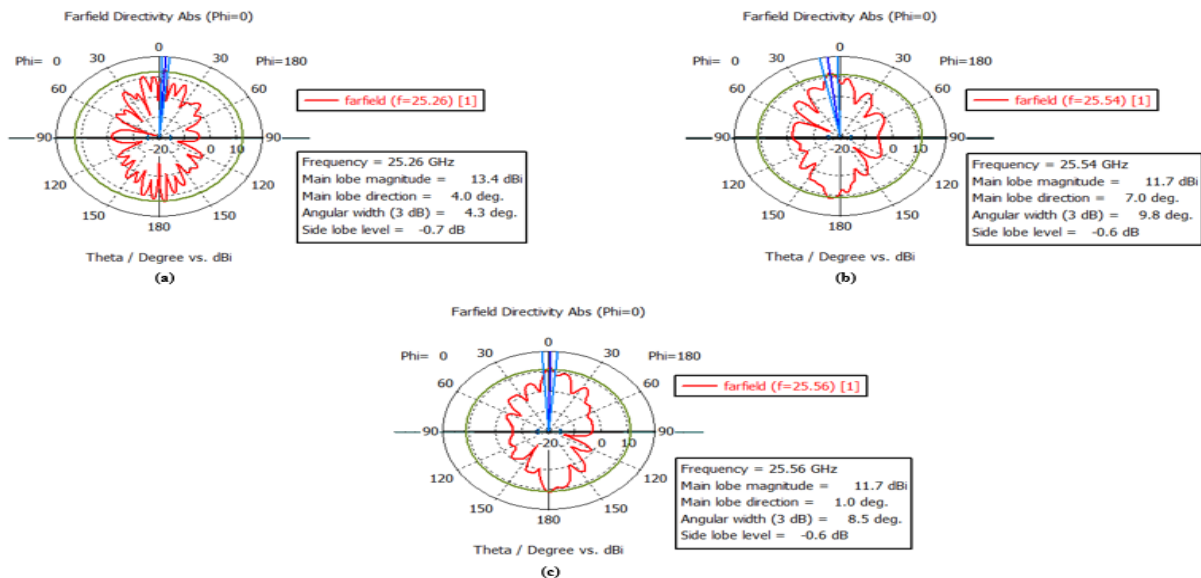 Farfield Directivity Abs (Phi=0)
0
30 30
Phi= 0 Phi=180
60 60
90 -20 0 10 90
120 120
150 150
180
Theta / Degree vs. dBi
farfield (f=25.26) [1]
Frequency = 25.26 GHz
Main lobe magnitude = 13.4 dBi
Main lobe direction = 4.0 deg.
Angular width (3 dB) = 4.3 deg.
Side lobe level = -0.7 dB
(a)
Farfield Directivity Abs (Phi=0)
0
30 30
Phi= 0 Phi=180
60 60
90 -20 0 10 90
120 120
150 150
180
Theta / Degree vs. dBi
farfield (f=25.54) [1]
Frequency = 25.54 GHz
Main lobe magnitude = 11.7 dBi
Main lobe direction = 7.0 deg.
Angular width (3 dB) = 9.8 deg.
Side lobe level = -0.6 dB
(b)
Farfield Directivity Abs (Phi=0)
0
30 30
Phi= 0 Phi=180
60 60
90 -20 0 10 90
120 120
150 150
180
Theta / Degree vs. dBi
farfield (f=25.56) [1]
Frequency = 25.56 GHz
Main lobe magnitude = 11.7 dBi
Main lobe direction = 1.0 deg.
Angular width (3 dB) = 8.5 deg.
Side lobe level = -0.6 dB
(c)